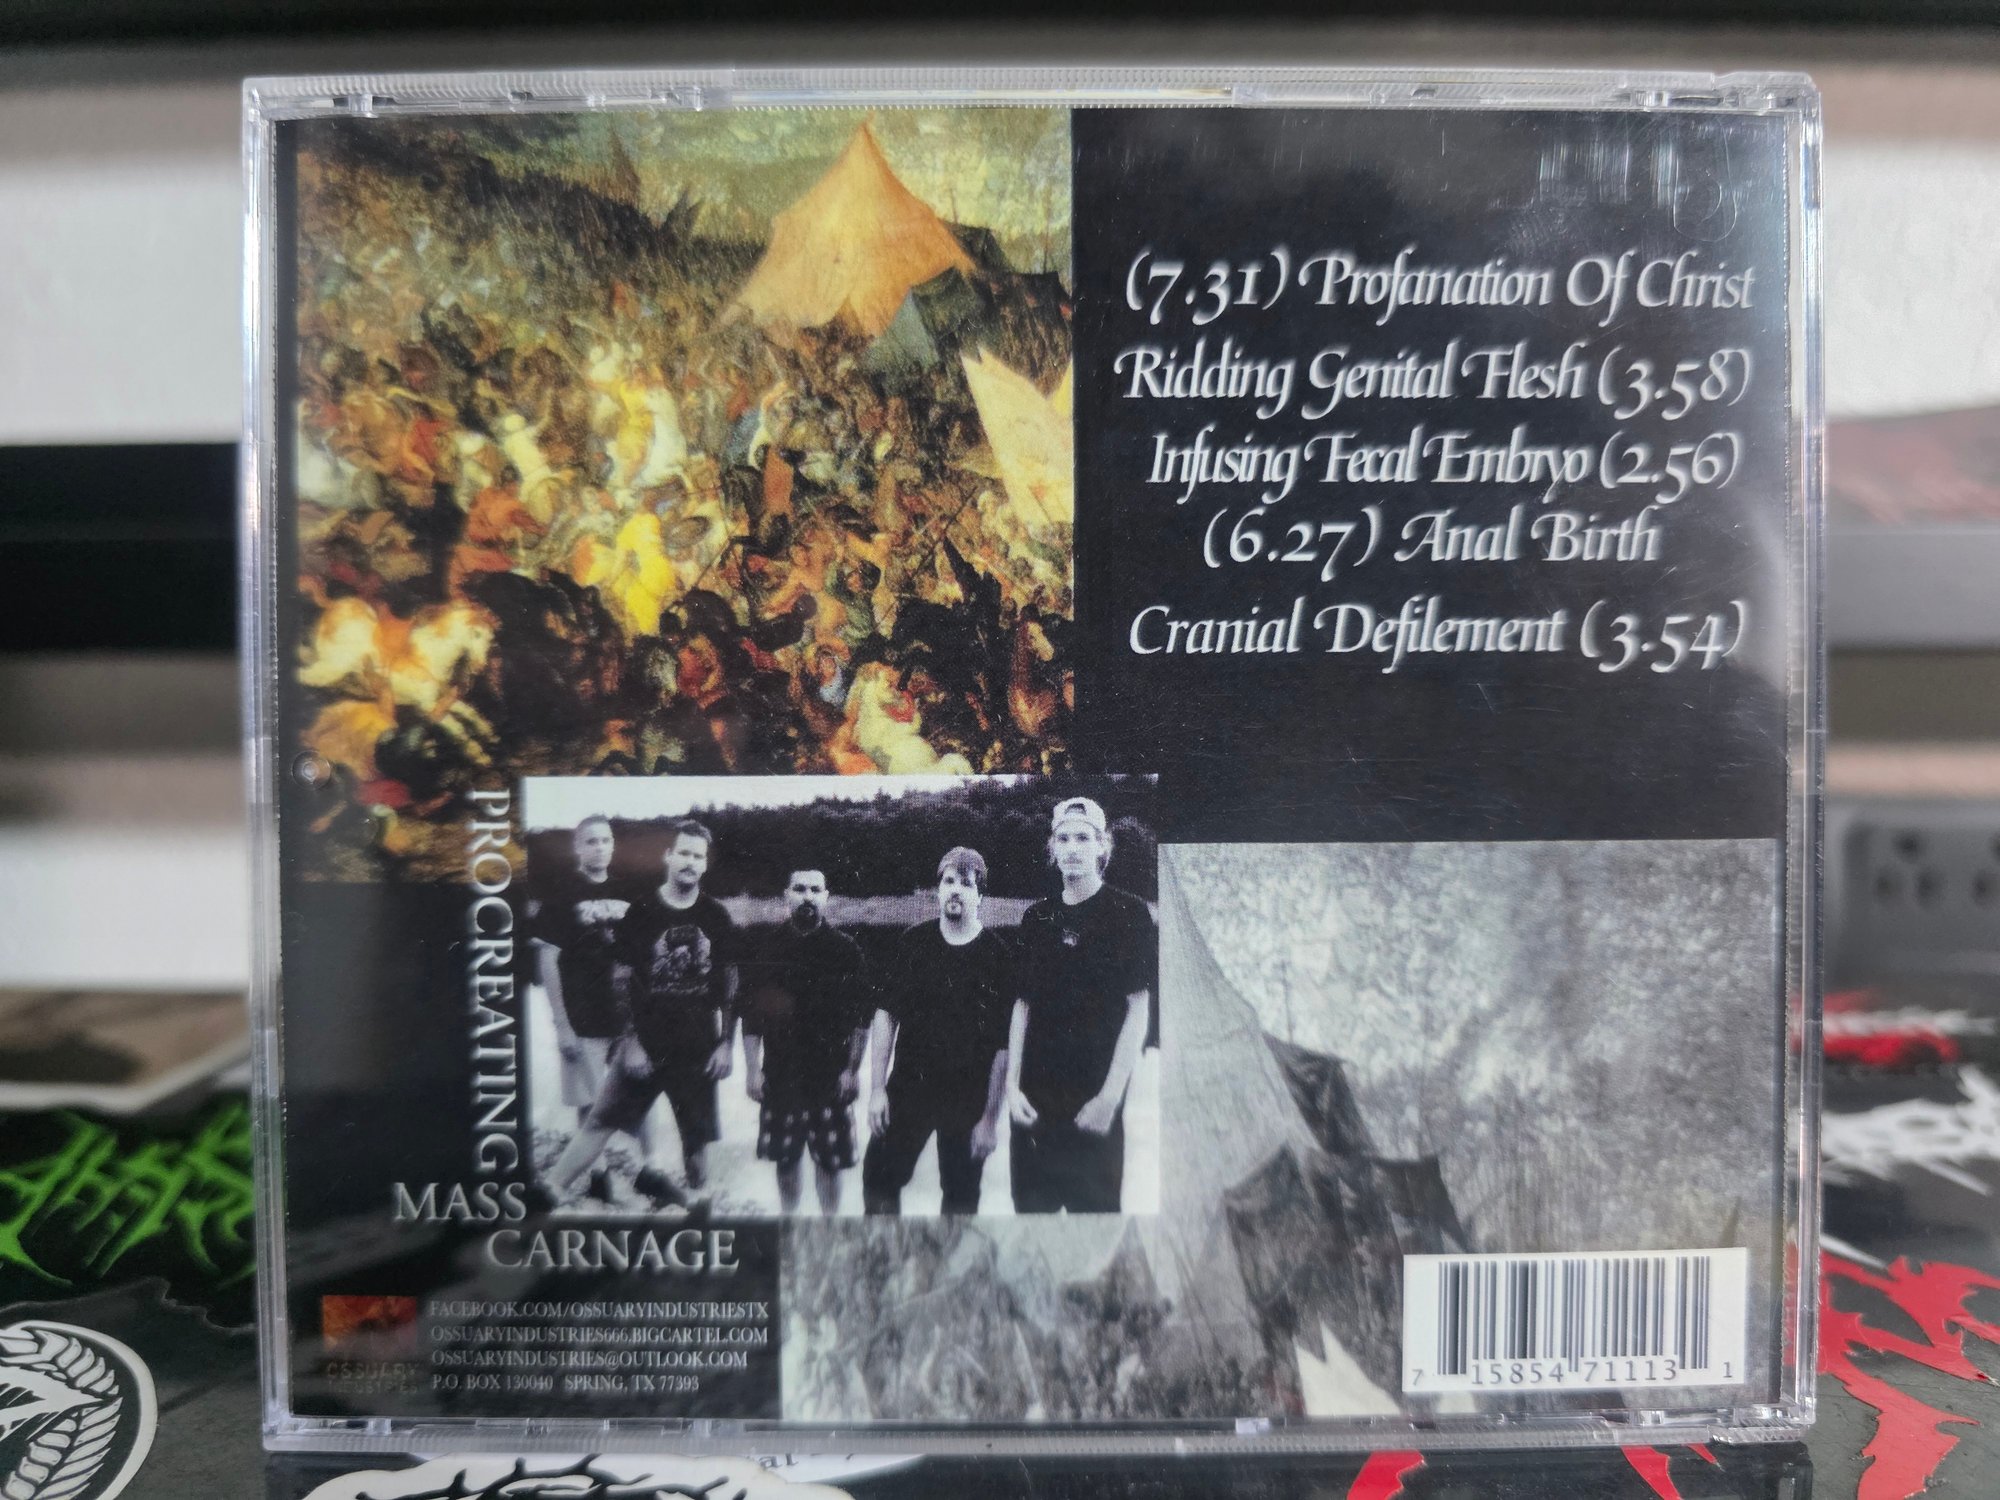 (7.31) Profanation Of Christ
Ridding Genital Flesh (3.58)
Infusing Fecal Embryo (2.56)
(6.27) Anal Birth
Cranial Defilement (3.54)
PROCREATING
MASS
CARNAGE
FACEBOOK.COM/OSSUARYINDUSTRIESTX
OSSUARYINDUSTRIES666.BIGCARTEL.COM
OSSUARYINDUSTRIES@OUTLOOK.COM
P.O. BOX 130040 SPRING, TX 77393
OSSUARY
INDUSTRIES
7 15854 71113 1